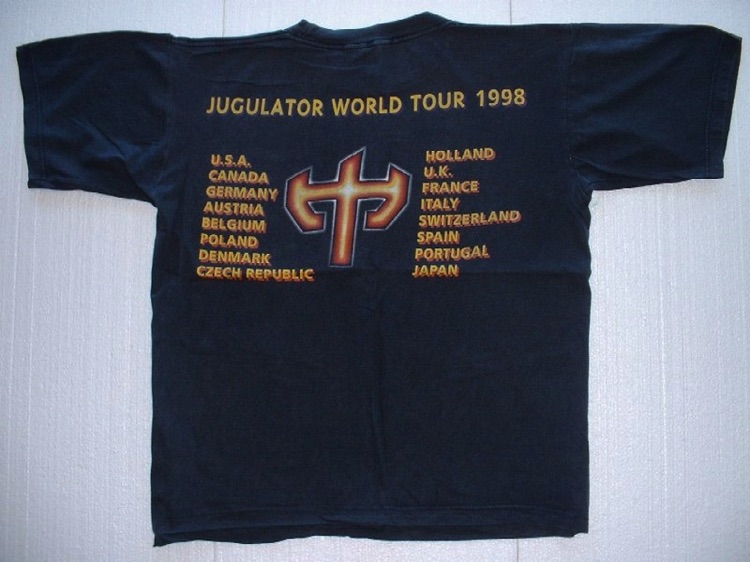 JUGULATOR WORLD TOUR 1998
U.S.A.
CANADA
GERMANY
AUSTRIA
BELGIUM
POLAND
DENMARK
CZECH REPUBLIC
HOLLAND
U.K.
FRANCE
ITALY
SWITZERLAND
SPAIN
PORTUGAL
JAPAN